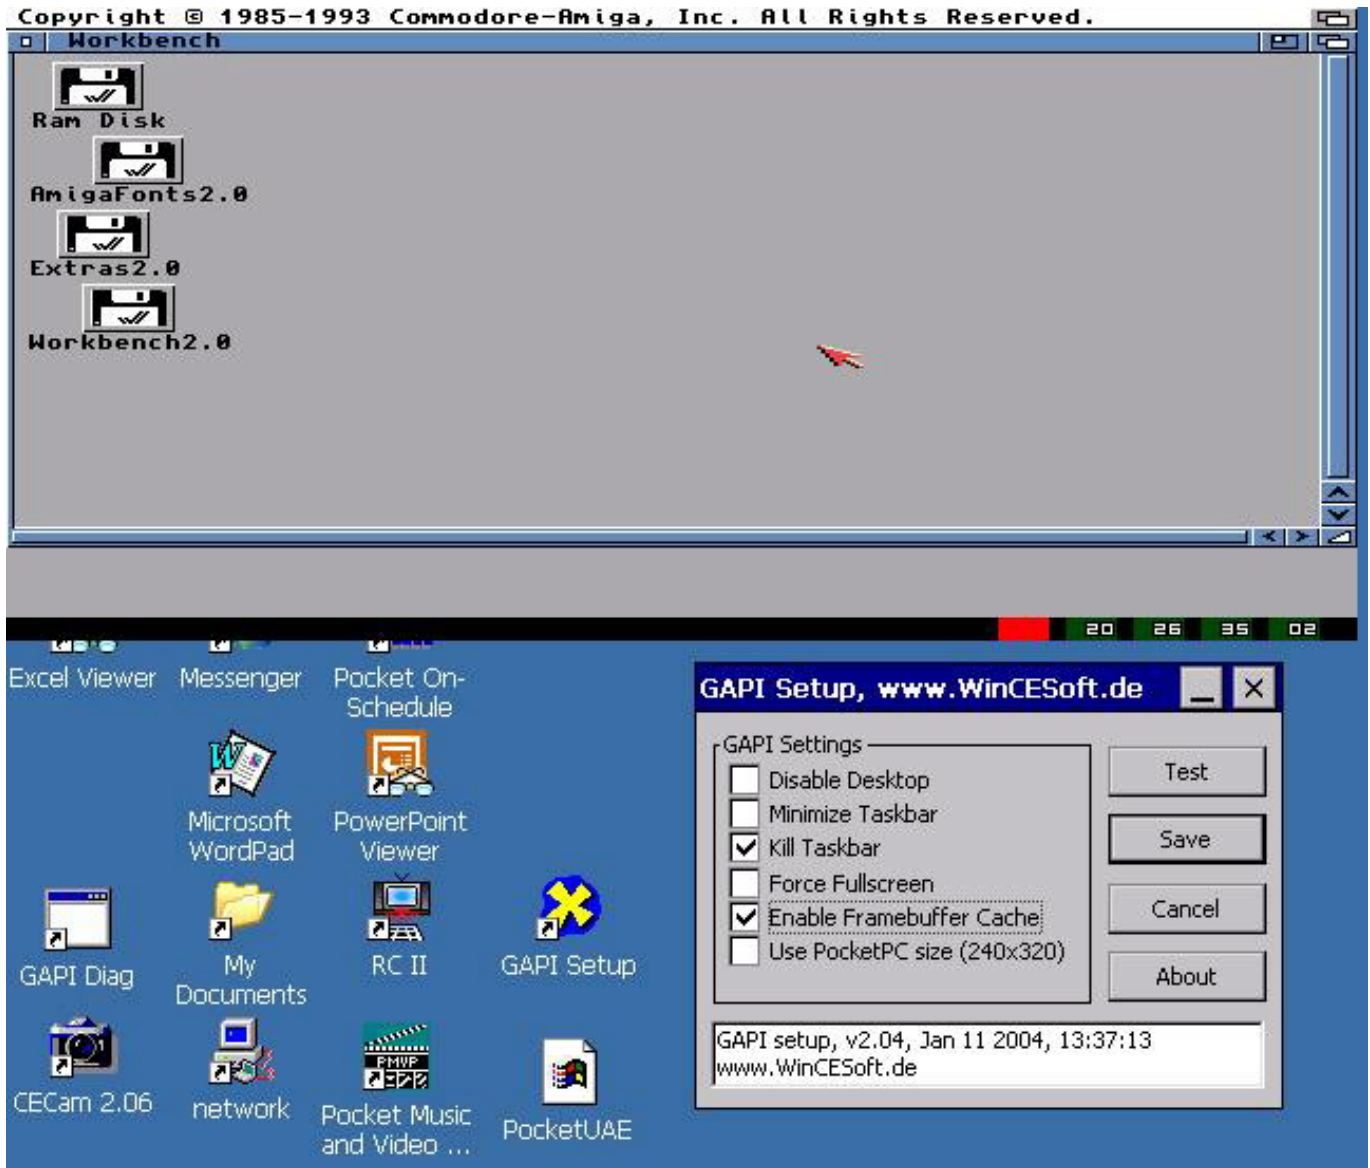 Copyright © 1985-1993 Commodore-Amiga, Inc. All Rights Reserved.
Workbench
Ram Disk
AmigaFonts2.0
Extras2.0
Workbench2.0
20 26 35 02
Excel Viewer
Messenger
Pocket On-
Schedule
Microsoft
WordPad
PowerPoint
Viewer
GAPI Diag
My
Documents
RC II
GAPI Setup
CECam 2.06
network
PMVP
Pocket Music
and Video ...
PocketUAE
GAPI Setup, www.WinCESoft.de
GAPI Settings
Disable Desktop
Minimize Taskbar
Kill Taskbar
Force Fullscreen
Enable Framebuffer Cache
Use PocketPC size (240x320)
Test
Save
Cancel
About
GAPI setup, v2.04, Jan 11 2004, 13:37:13
www.WinCESoft.de